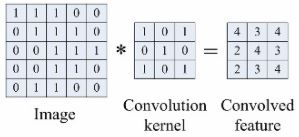 1 1 1 0 0
0 1 1 1 0
0 0 1 1 1
0 0 1 1 0
0 1 1 0 0
*
1 0 1
0 1 0
1 0 1
=
4 3 4
2 4 3
2 3 4
Image
Convolution
kernel
Convolved
feature